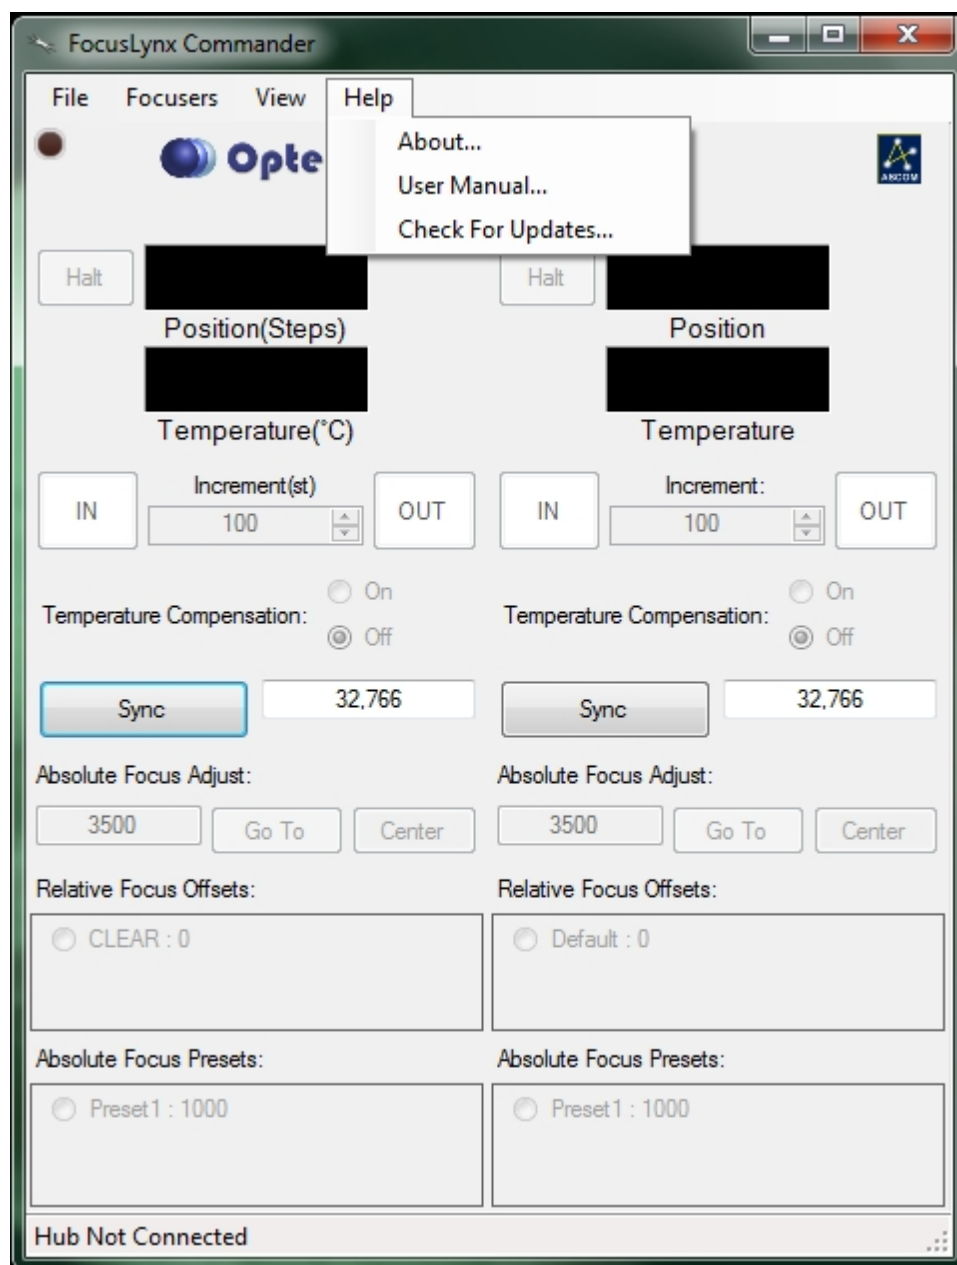 FocusLynx Commander
File Focusers View Help
About...
User Manual...
Check For Updates...
Opte
ASCOM
Halt Halt
Position(Steps) Position
Temperature(°C) Temperature
Increment(st) Increment:
IN 100 OUT IN 100 OUT
On On
Temperature Compensation: Temperature Compensation:
Off Off
Sync 32,766 Sync 32,766
Absolute Focus Adjust: Absolute Focus Adjust:
3500 Go To Center 3500 Go To Center
Relative Focus Offsets: Relative Focus Offsets:
CLEAR : 0 Default : 0
Absolute Focus Presets: Absolute Focus Presets:
Preset1 : 1000 Preset1 : 1000
Hub Not Connected